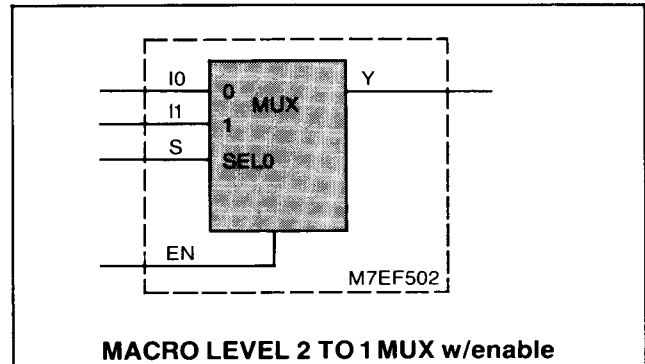 I0
0
MUX
Y
I1
1
S
SEL0
EN
M7EF502
MACRO LEVEL 2 TO 1 MUX w/enable